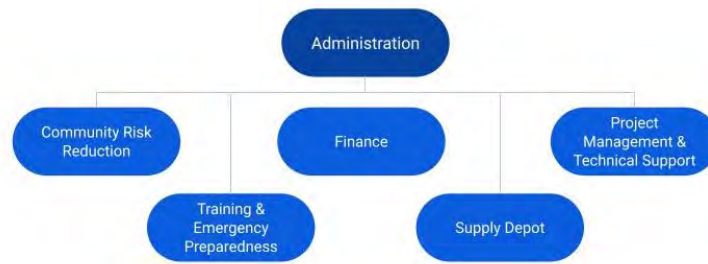 Administration
Community Risk
Reduction
Finance
Project
Management &
Technical Support
Training &
Emergency
Preparedness
Supply Depot